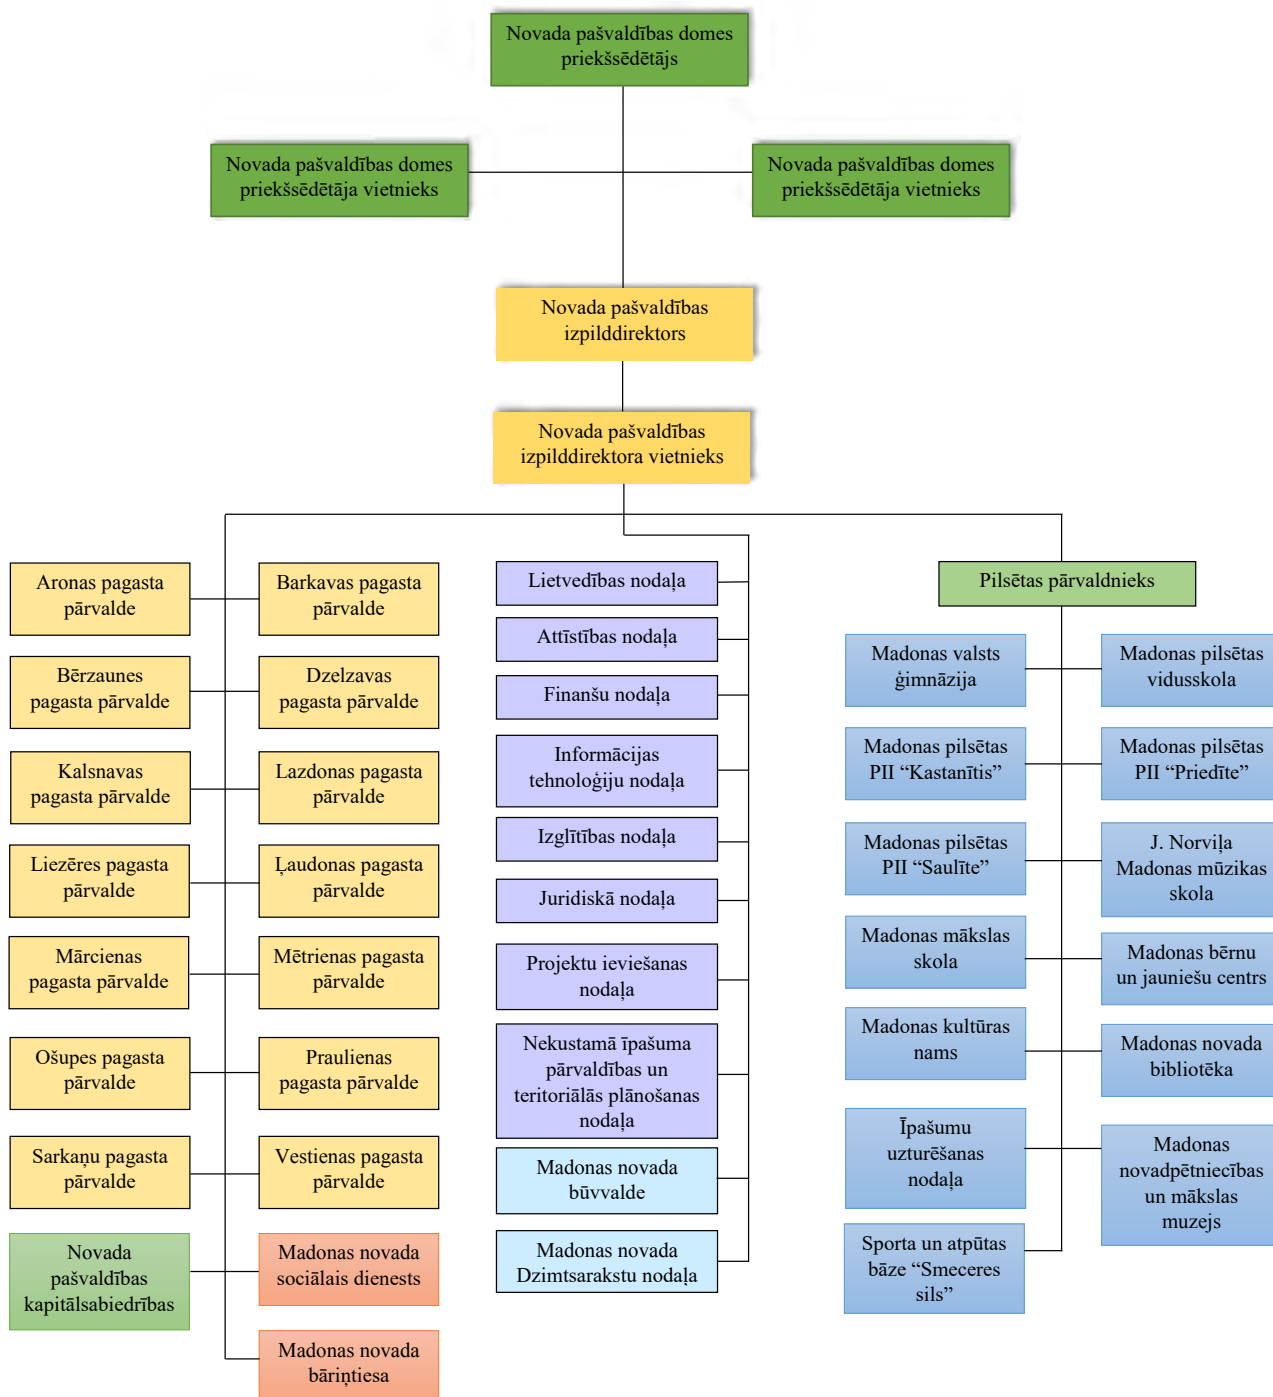 Novada pašvaldības domes
priekšsēdētājs
Novada pašvaldības domes
priekšsēdētāja vietnieks
Novada pašvaldības domes
priekšsēdētāja vietnieks
Novada pašvaldības
izpilddirektors
Novada pašvaldības
izpilddirektora vietnieks
Aronas pagasta
pārvalde
Barkavas pagasta
pārvalde
Bērzaunes
pagasta pārvalde
Dzelzavas
pagasta pārvalde
Kalsnavas
pagasta pārvalde
Lazdonas pagasta
pārvalde
Liezēres pagasta
pārvalde
Ļaudonas pagasta
pārvalde
Mārcienas
pagasta pārvalde
Mētrienas pagasta
pārvalde
Ošupes pagasta
pārvalde
Praulienas
pagasta pārvalde
Sarkaņu pagasta
pārvalde
Vestienas pagasta
pārvalde
Novada
pašvaldības
kapitālsabiedrības
Madonas novada
sociālais dienests
Madonas novada
bāriņtiesa
Lietvedības nodaļa
Attīstības nodaļa
Finanšu nodaļa
Informācijas
tehnoloģiju nodaļa
Izglītības nodaļa
Juridiskā nodaļa
Projektu ieviešanas
nodaļa
Nekustamā īpašuma
pārvaldības un
teritoriālās plānošanas
nodaļa
Madonas novada
būvvalde
Madonas novada
Dzimtsarakstu nodaļa
Pilsētas pārvaldnieks
Madonas valsts
ģimnāzija
Madonas pilsētas
vidusskola
Madonas pilsētas
PII “Kastanītis”
Madonas pilsētas
PII “Priedīte”
Madonas pilsētas
PII “Saulīte”
J. Norviļa
Madonas mūzikas
skola
Madonas mākslas
skola
Madonas bērnu
un jauniešu centrs
Madonas kultūras
nams
Madonas novada
bibliotēka
Īpašumu
uzturēšanas
nodaļa
Madonas
novadpētniecības
un mākslas
muzejs
Sporta un atpūtas
bāze “Smeceres
sils”